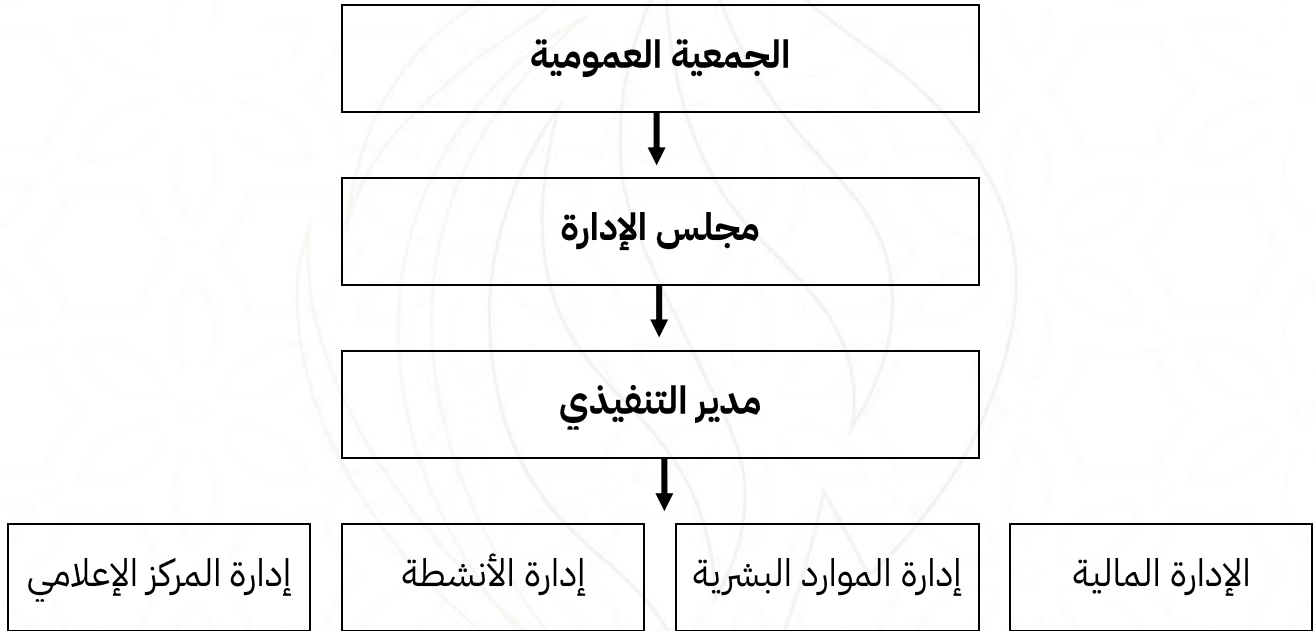 الجمعية العمومية
مجلس الإدارة
مدير التنفيذي
الإدارة المالية
إدارة الموارد البشرية
إدارة الأنشطة
إدارة المركز الإعلامي